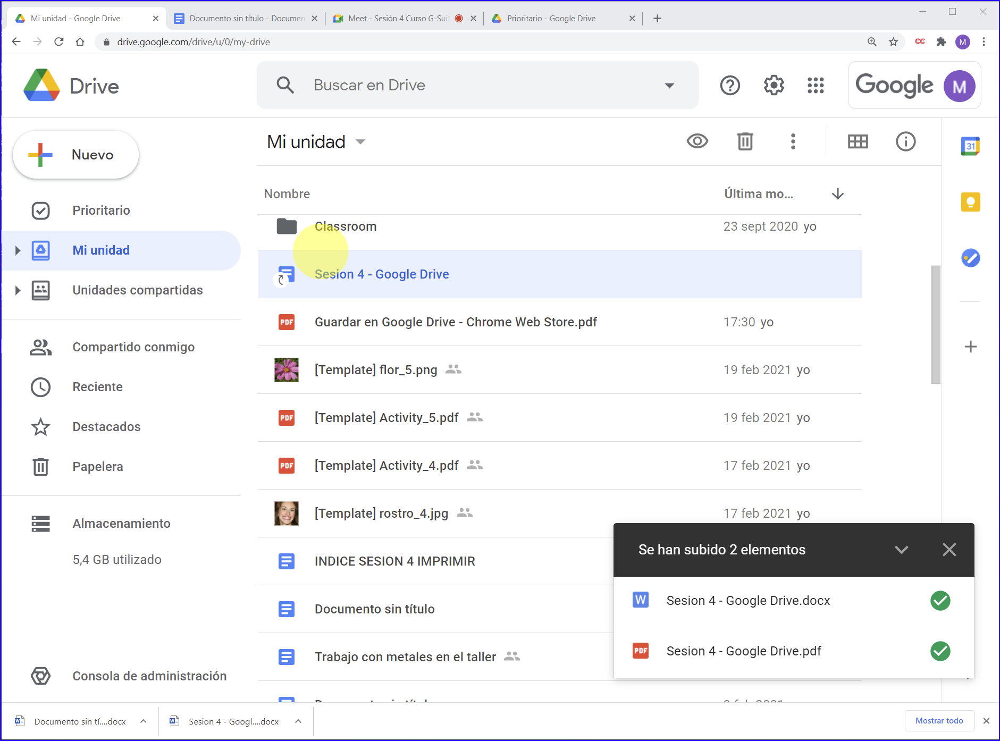 Mi unidad - Google Drive
Documento sin título - Documen
Meet - Sesión 4 Curso G-Suit
Prioritario - Google Drive
drive.google.com/drive/u/0/my-drive
CC
M
Drive
Buscar en Drive
Google
M
Nuevo
Mi unidad
31
Nombre
Última mo...
Prioritario
Mi unidad
Unidades compartidas
Compartido conmigo
Reciente
Destacados
Papelera
Almacenamiento
5,4 GB utilizado
Consola de administración
Classroom
23 sept 2020 yo
Sesion 4 - Google Drive
PDF
Guardar en Google Drive - Chrome Web Store.pdf
17:30 yo
[Template] flor_5.png
19 feb 2021 yo
PDF
[Template] Activity_5.pdf
19 feb 2021 yo
PDF
[Template] Activity_4.pdf
17 feb 2021 yo
[Template] rostro_4.jpg
17 feb 2021 yo
INDICE SESION 4 IMPRIMIR
Documento sin título
Trabajo con metales en el taller
Se han subido 2 elementos
W
Sesion 4 - Google Drive.docx
PDF
Sesion 4 - Google Drive.pdf
Documento sin tí....docx
Sesion 4 - Googl....docx
Mostrar todo